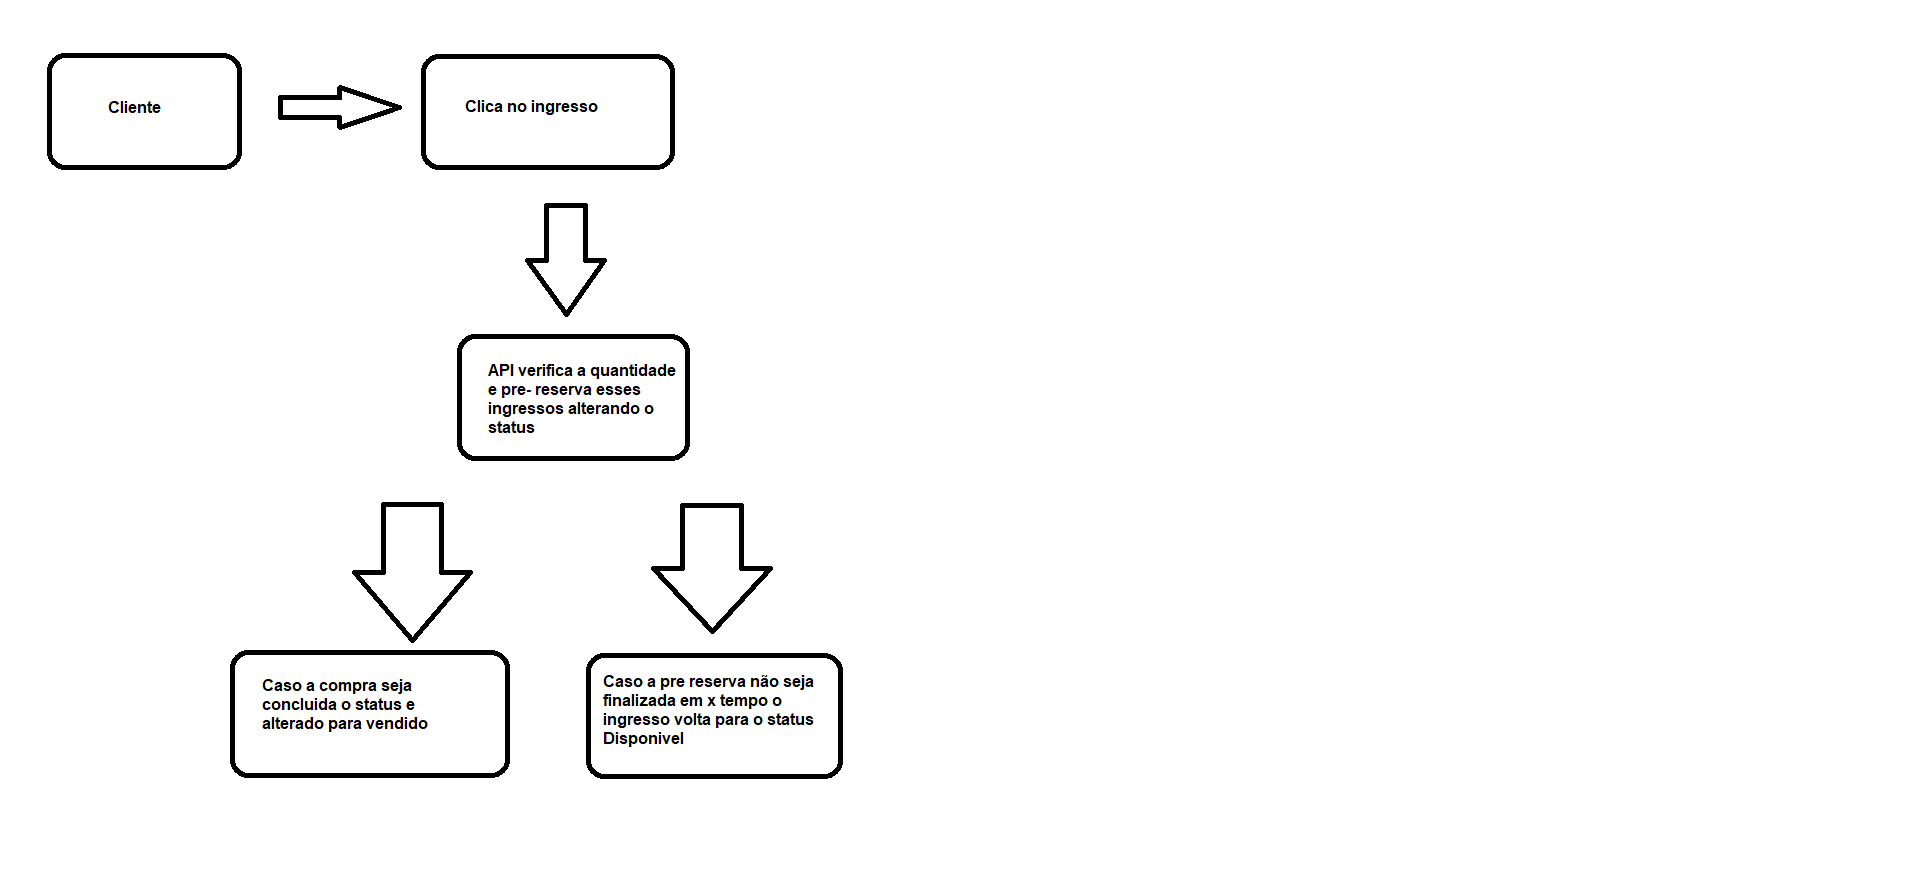 Cliente
Clica no ingresso
API verifica a quantidade
e pre- reserva esses
ingressos alterando o
status
Caso a compra seja
concluida o status e
alterado para vendido
Caso a pre reserva não seja
finalizada em x tempo o
ingresso volta para o status
Disponivel